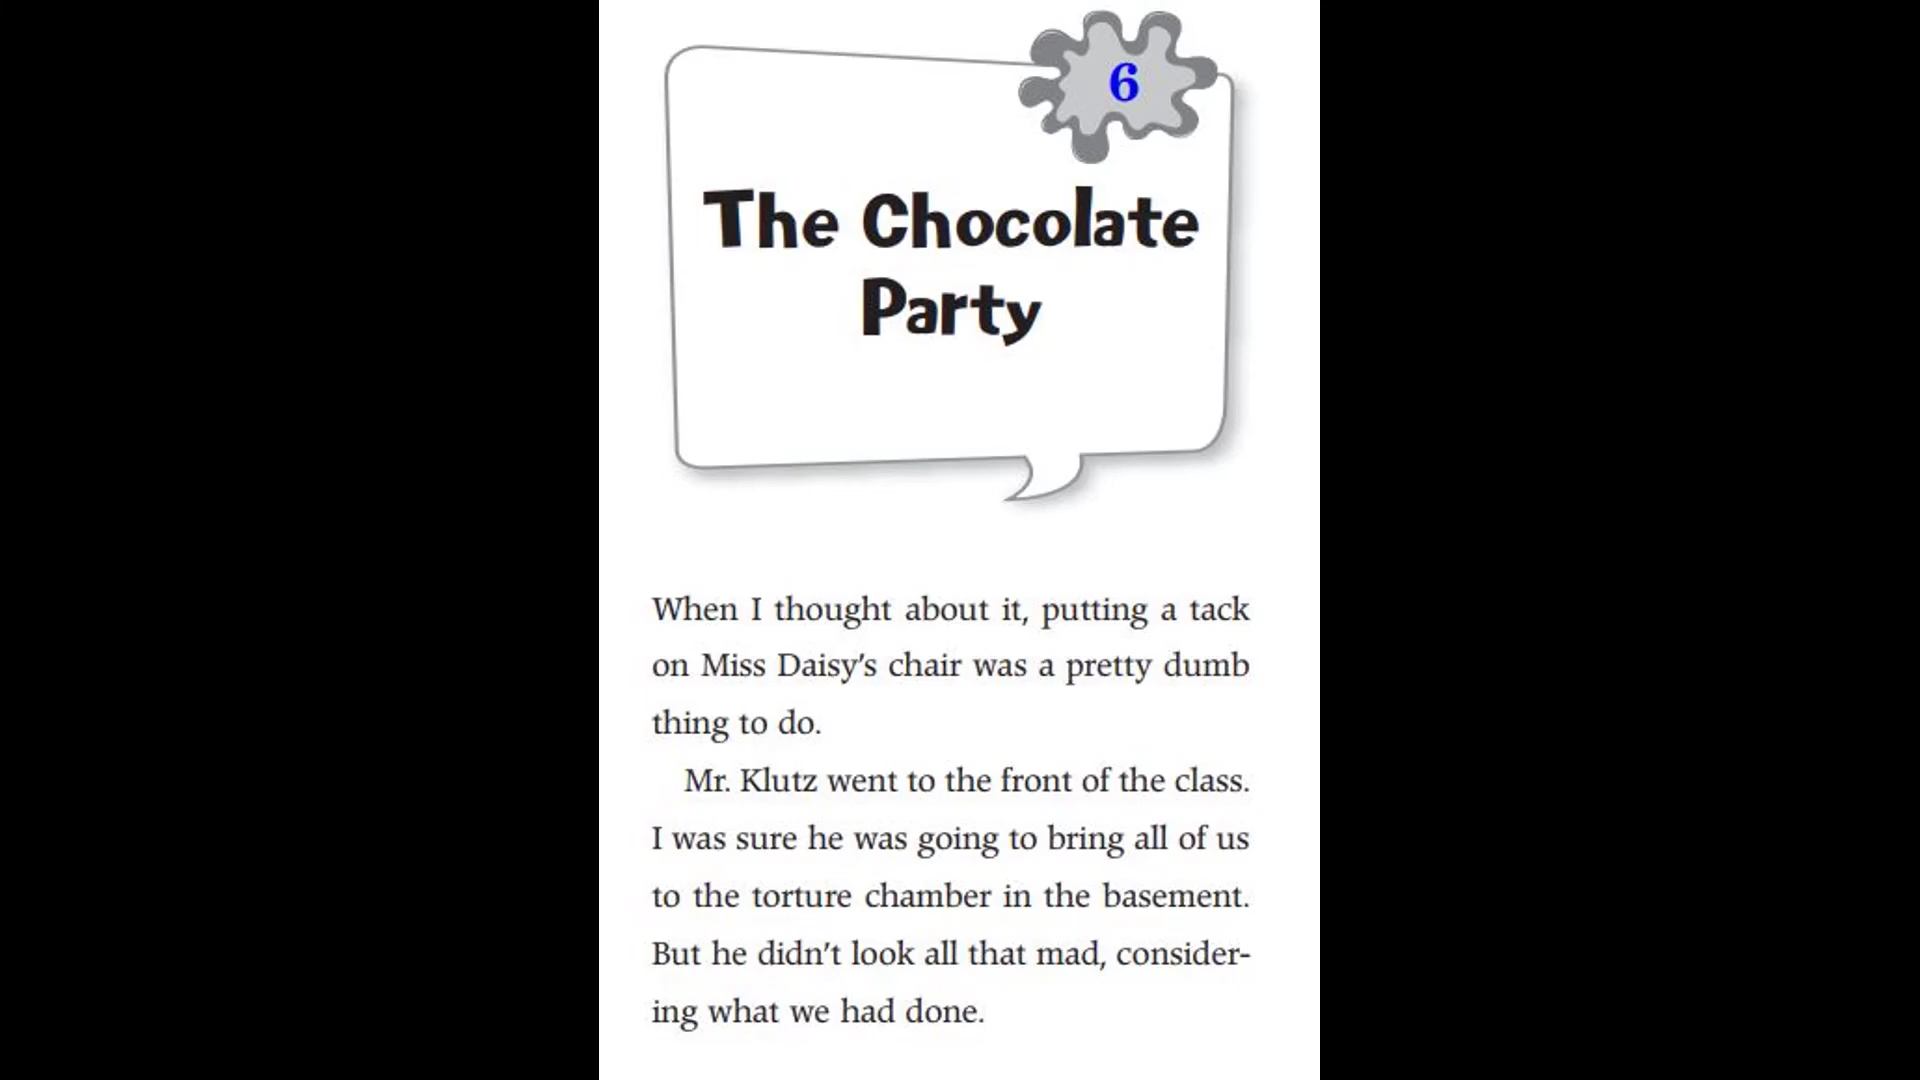 6
The Chocolate
Party
When I thought about it, putting a tack
on Miss Daisy’s chair was a pretty dumb
thing to do.
Mr. Klutz went to the front of the class.
I was sure he was going to bring all of us
to the torture chamber in the basement.
But he didn’t look all that mad, consider-
ing what we had done.